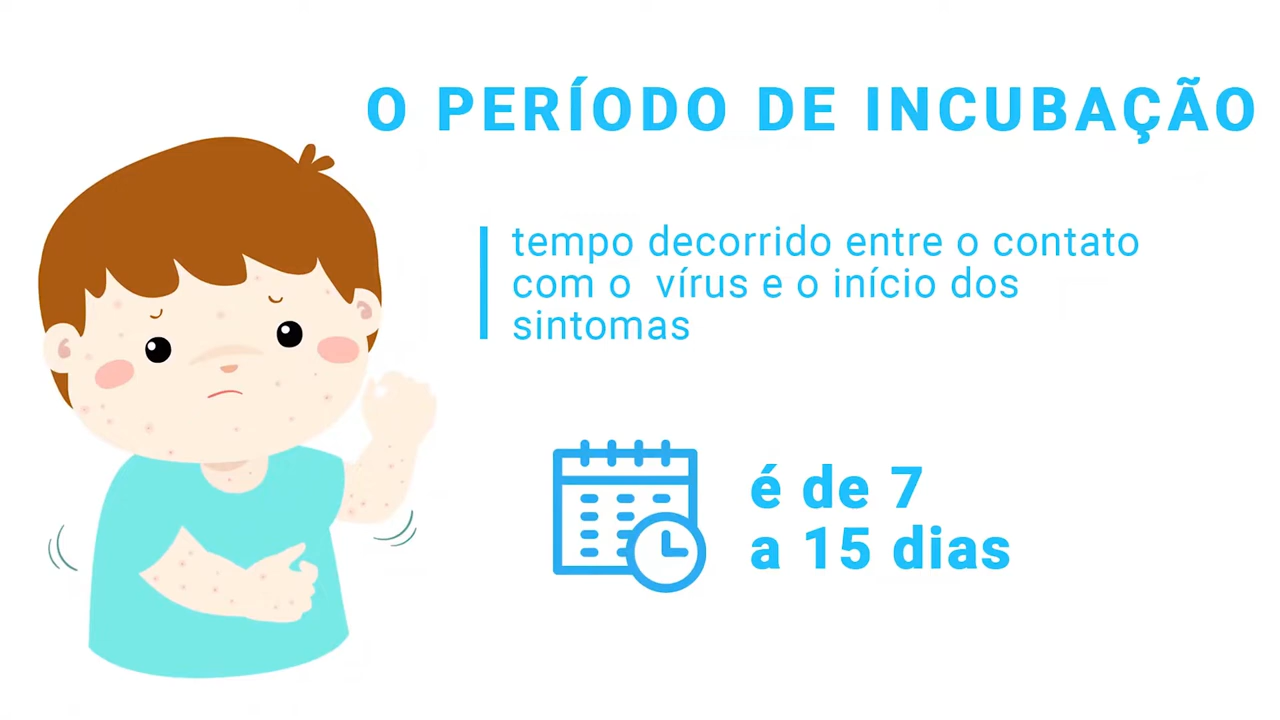 O PERÍODO DE INCUBAÇÃO
tempo decorrido entre o contato
com o  vírus e o início dos
sintomas
é de 7
a 15 dias